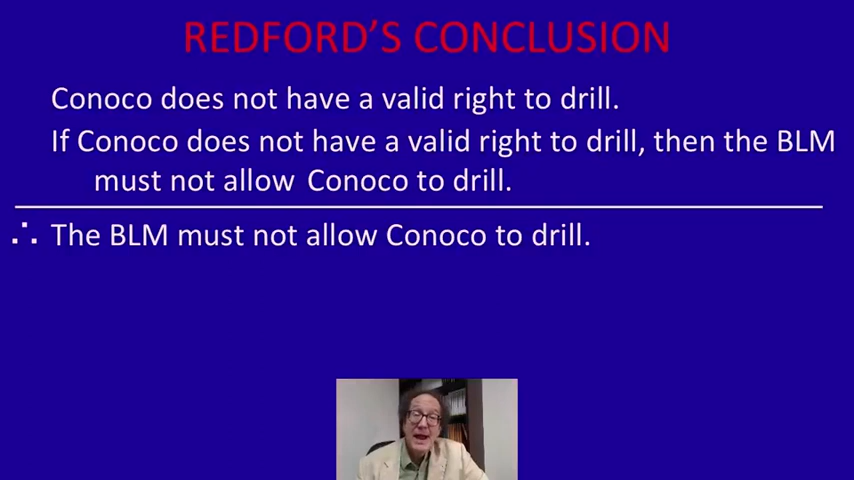 REDFORD’S CONCLUSION
Conoco does not have a valid right to drill.
If Conoco does not have a valid right to drill, then the BLM
must not allow Conoco to drill.
∴ The BLM must not allow Conoco to drill.